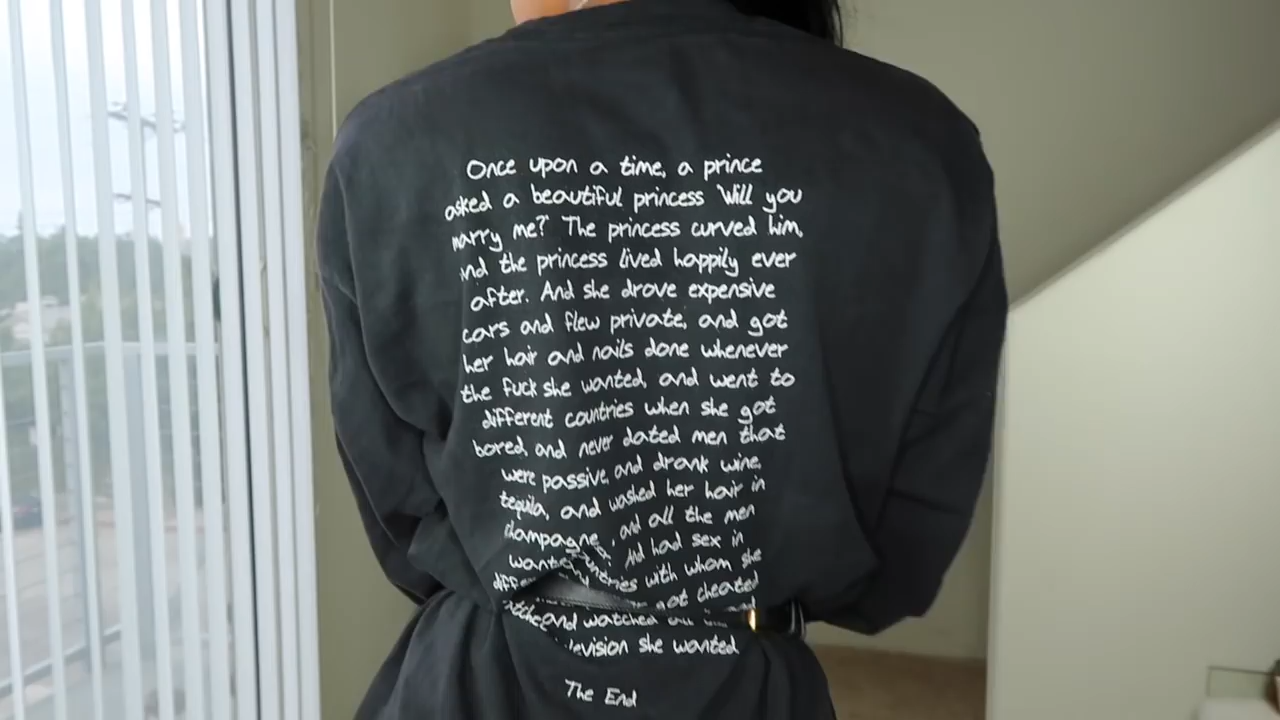 Once upon a time, a prince
asked a beautiful princess 'Will you
marry me?' The princess curved him,
and the princess lived happily ever
after. And she drove expensive
cars and flew private, and got
her hair and nails done whenever
the fuck she wanted, and went to
different countries when she got
bored, and never dated men that
were passive, and drank wine,
tequila, and washed her hair in
champagne, and all the men
And had sex in
countries with whom she
got cheated
and watched
television she wanted
The End